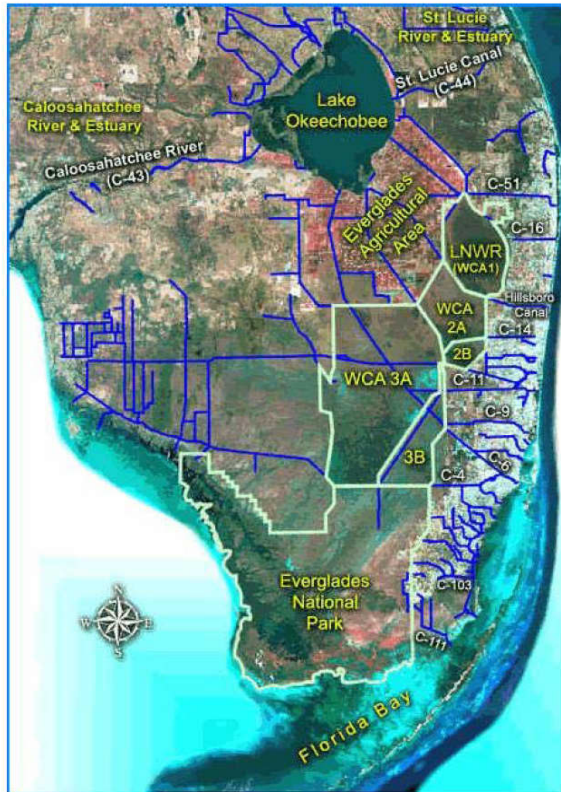 St. Lucie
River & Estuary
St. Lucie Canal
(C-44)
Lake
Okeechobee
Caloosahatchee
River & Estuary
Caloosahatchee River
(C-43)
Everglades
Agricultural
Area
C-51
LNWR
(WCA1)
C-16
WCA
2A
Hillsboro
Canal
C-14
2B
WCA 3A
C-11
C-9
3B
C-6
C-4
Everglades
National
Park
C-103
C-111
N
W
E
S
Florida Bay